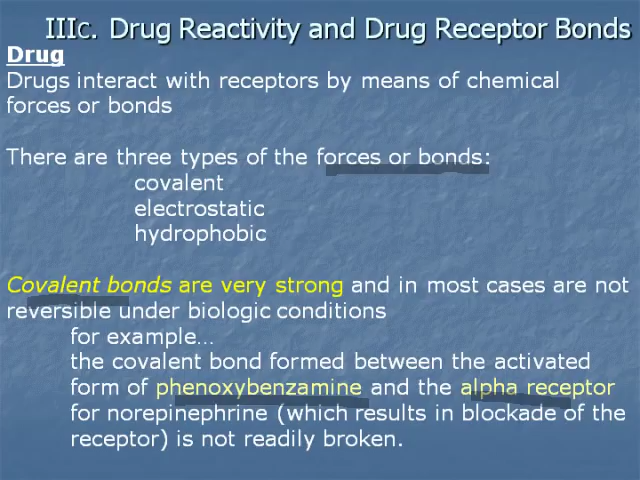 IIIC. Drug Reactivity and Drug Receptor Bonds
Drug
Drugs interact with receptors by means of chemical
forces or bonds
There are three types of the forces or bonds:
covalent
electrostatic
hydrophobic
Covalent bonds are very strong and in most cases are not
reversible under biologic conditions
for example…
the covalent bond formed between the activated
form of phenoxybenzamine and the alpha receptor
for norepinephrine (which results in blockade of the
receptor) is not readily broken.